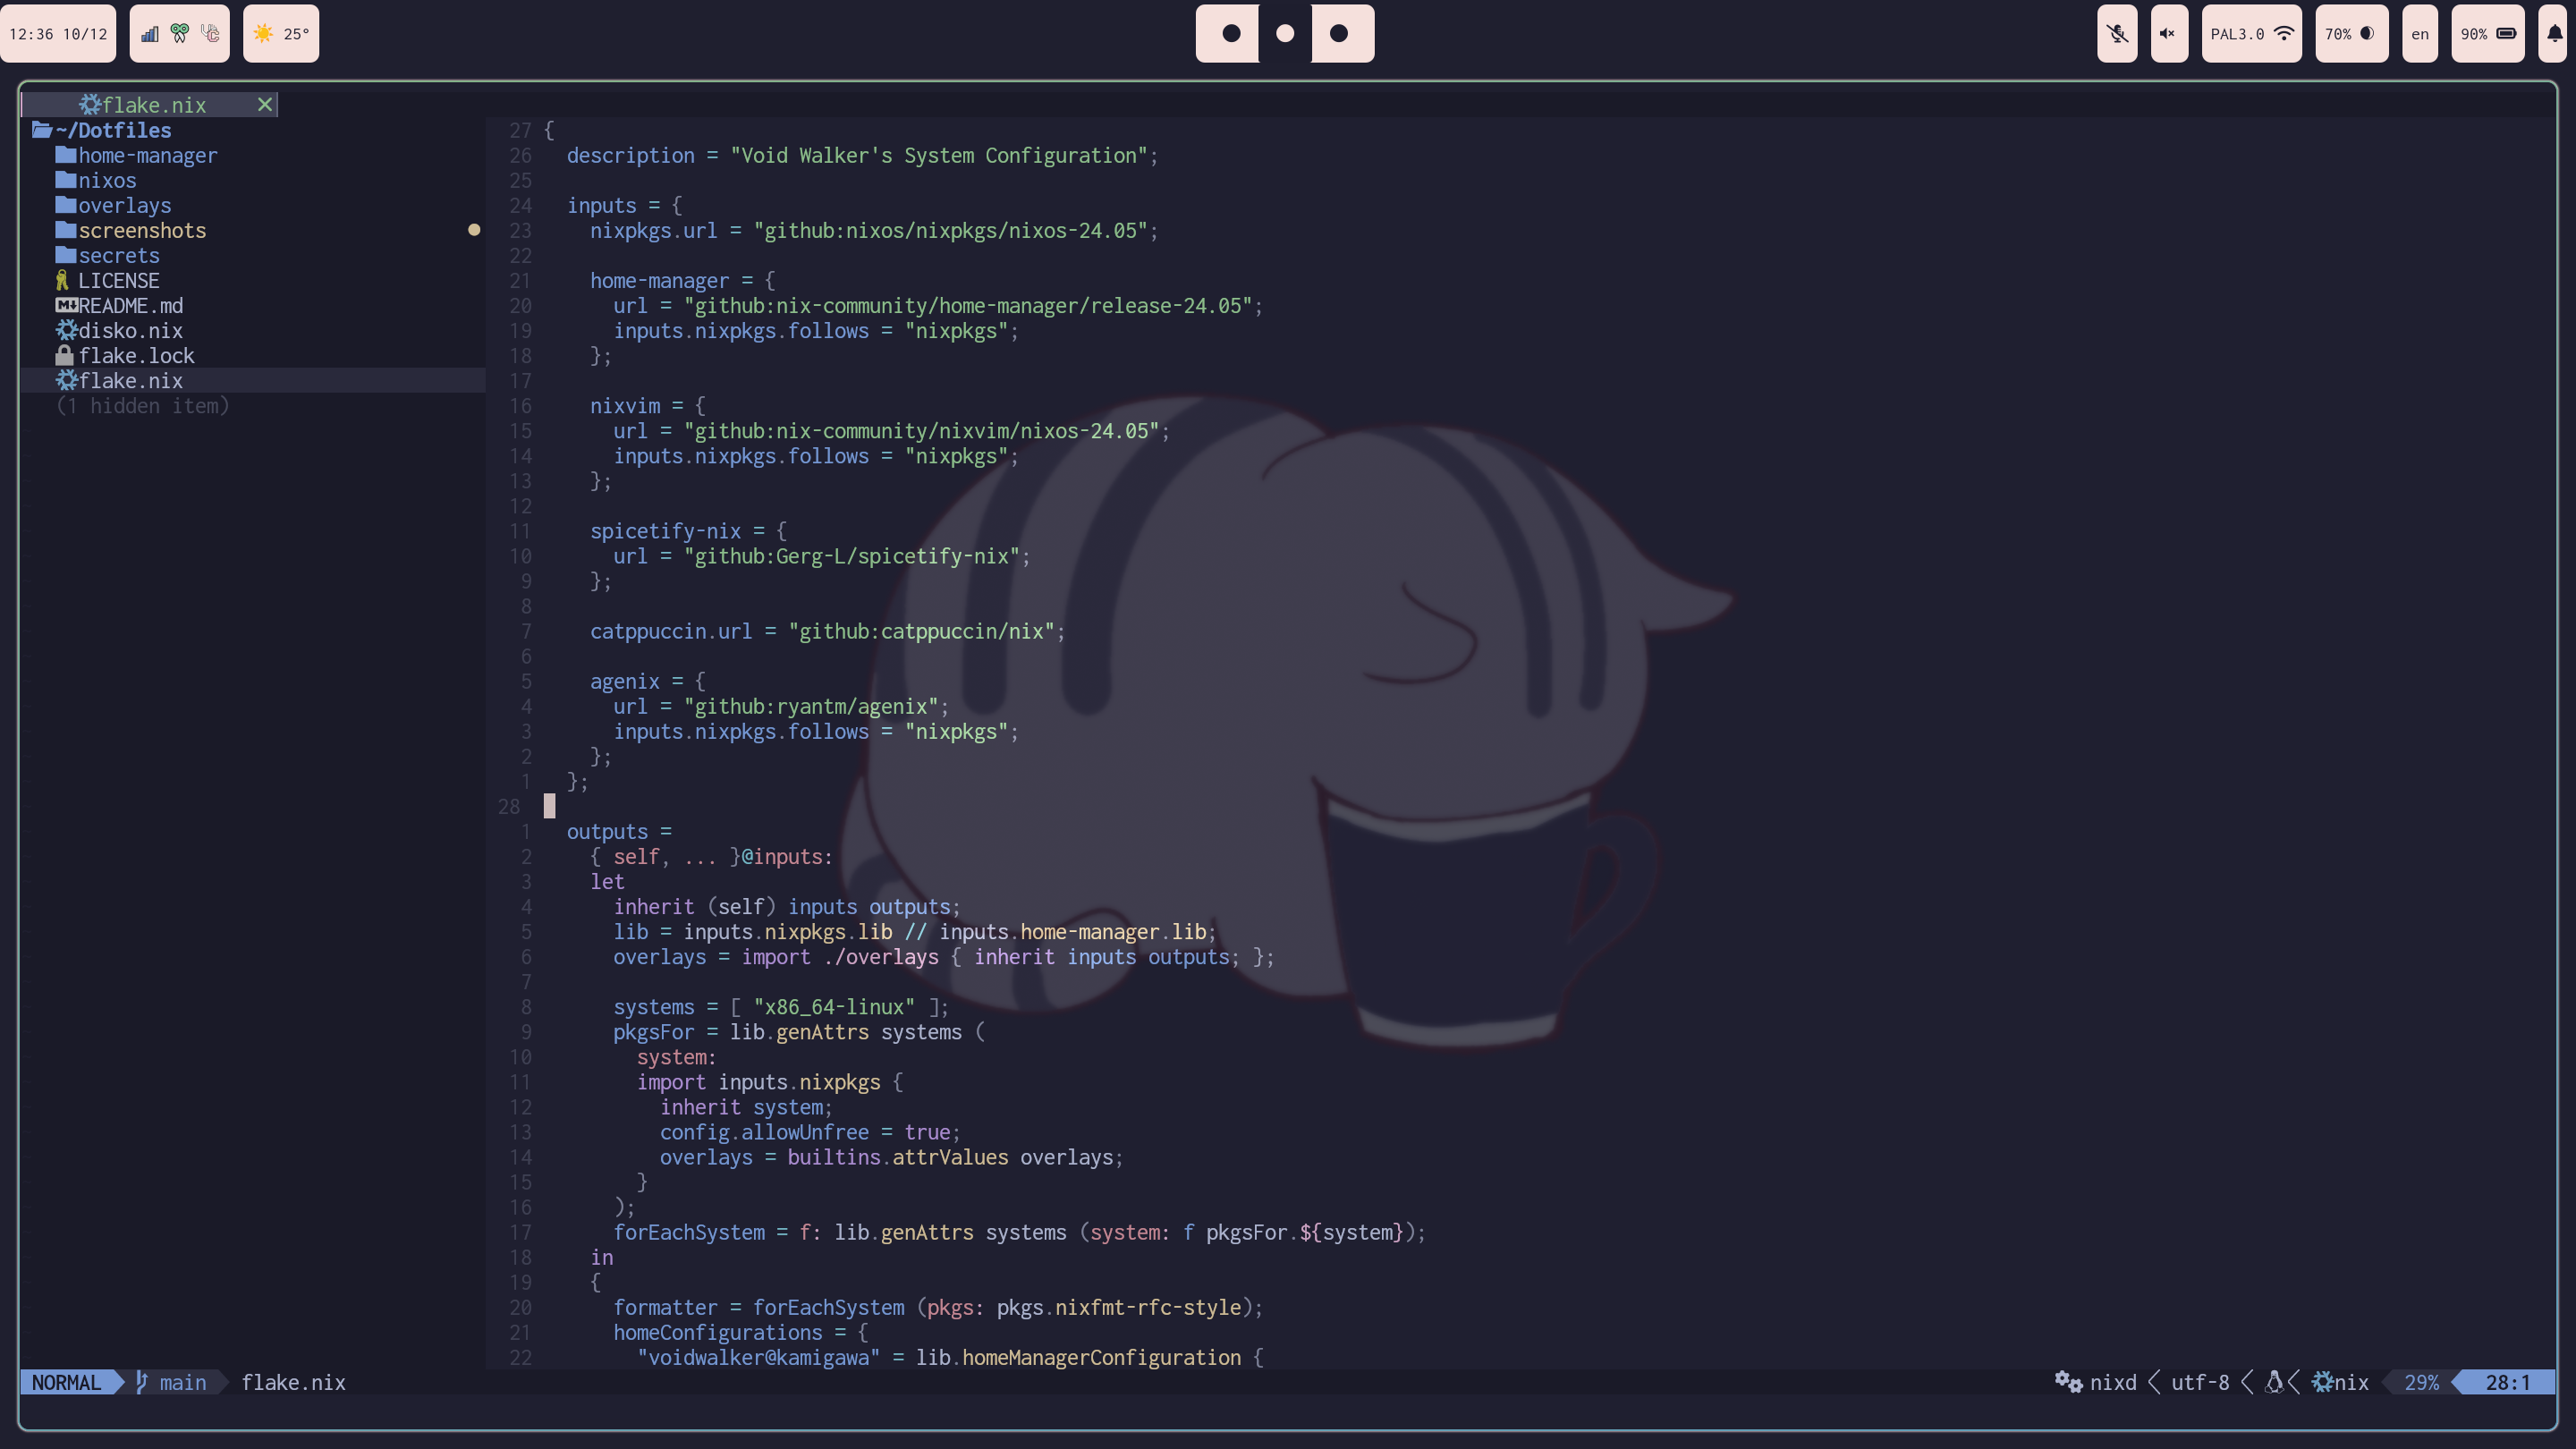 12:36 10/12
25°
PAL3.0
70%
en
90%
flake.nix
~/Dotfiles
home-manager
nixos
overlays
screenshots
secrets
LICENSE
README.md
disko.nix
flake.lock
flake.nix
(1 hidden item)
27 {
26   description = "Void Walker's System Configuration";
25
24   inputs = {
23     nixpkgs.url = "github:nixos/nixpkgs/nixos-24.05";
22
21     home-manager = {
20       url = "github:nix-community/home-manager/release-24.05";
19       inputs.nixpkgs.follows = "nixpkgs";
18     };
17
16     nixvim = {
15       url = "github:nix-community/nixvim/nixos-24.05";
14       inputs.nixpkgs.follows = "nixpkgs";
13     };
12
11     spicetify-nix = {
10       url = "github:Gerg-L/spicetify-nix";
9     };
8
7     catppuccin.url = "github:catppuccin/nix";
6
5     agenix = {
4       url = "github:ryantm/agenix";
3       inputs.nixpkgs.follows = "nixpkgs";
2     };
1   };
28
1   outputs =
2     { self, ... }@inputs:
3     let
4       inherit (self) inputs outputs;
5       lib = inputs.nixpkgs.lib // inputs.home-manager.lib;
6       overlays = import ./overlays { inherit inputs outputs; };
7
8       systems = [ "x86_64-linux" ];
9       pkgsFor = lib.genAttrs systems (
10         system:
11         import inputs.nixpkgs {
12           inherit system;
13           config.allowUnfree = true;
14           overlays = builtins.attrValues overlays;
15         }
16       );
17       forEachSystem = f: lib.genAttrs systems (system: f pkgsFor.${system});
18     in
19     {
20       formatter = forEachSystem (pkgs: pkgs.nixfmt-rfc-style);
21       homeConfigurations = {
22         "voidwalker@kamigawa" = lib.homeManagerConfiguration {
NORMAL main flake.nix nixd utf-8 nix 29% 28:1